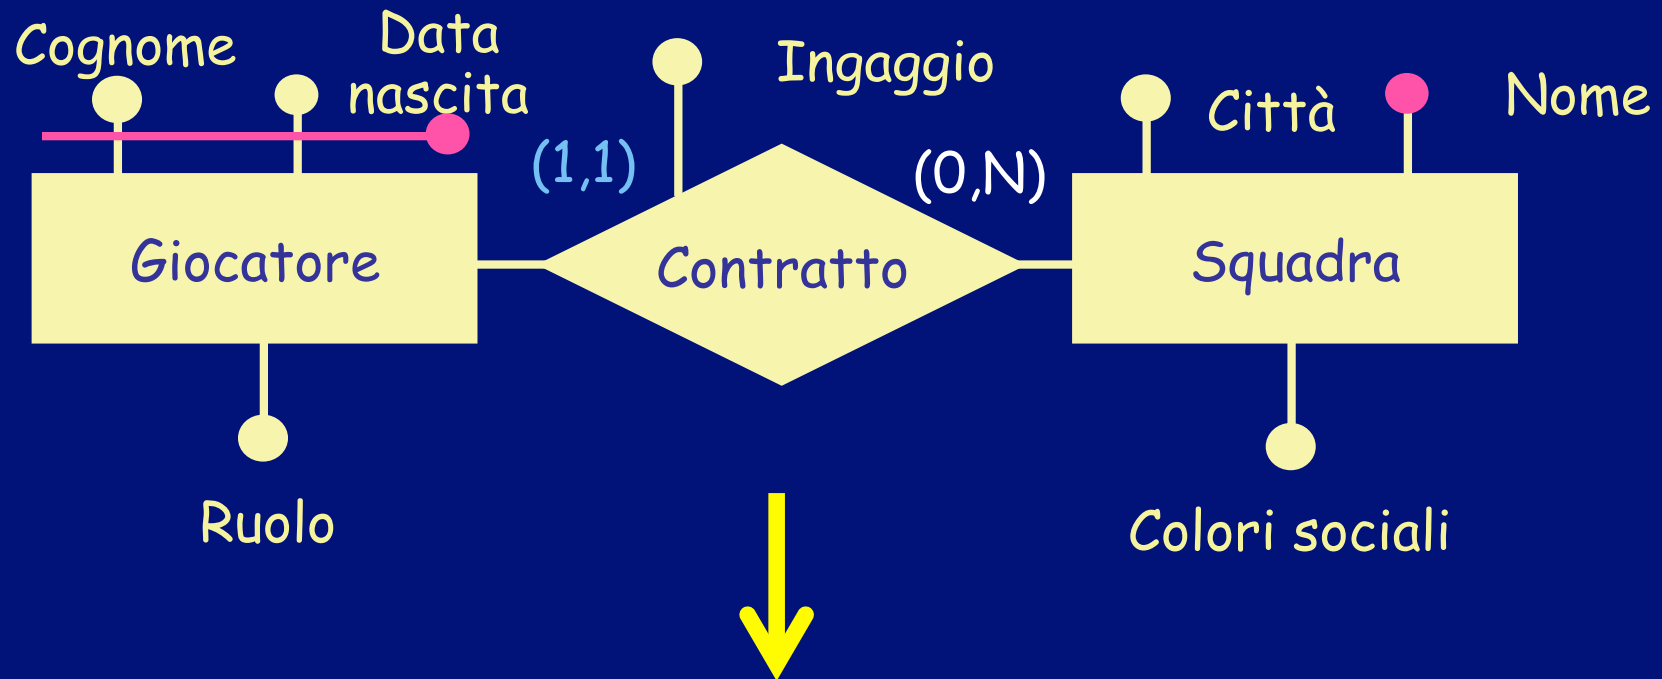 Cognome
Data
nascita
Ingaggio
Città
Nome
(1,1)
(0,N)
Giocatore
Contratto
Squadra
Ruolo
Colori sociali